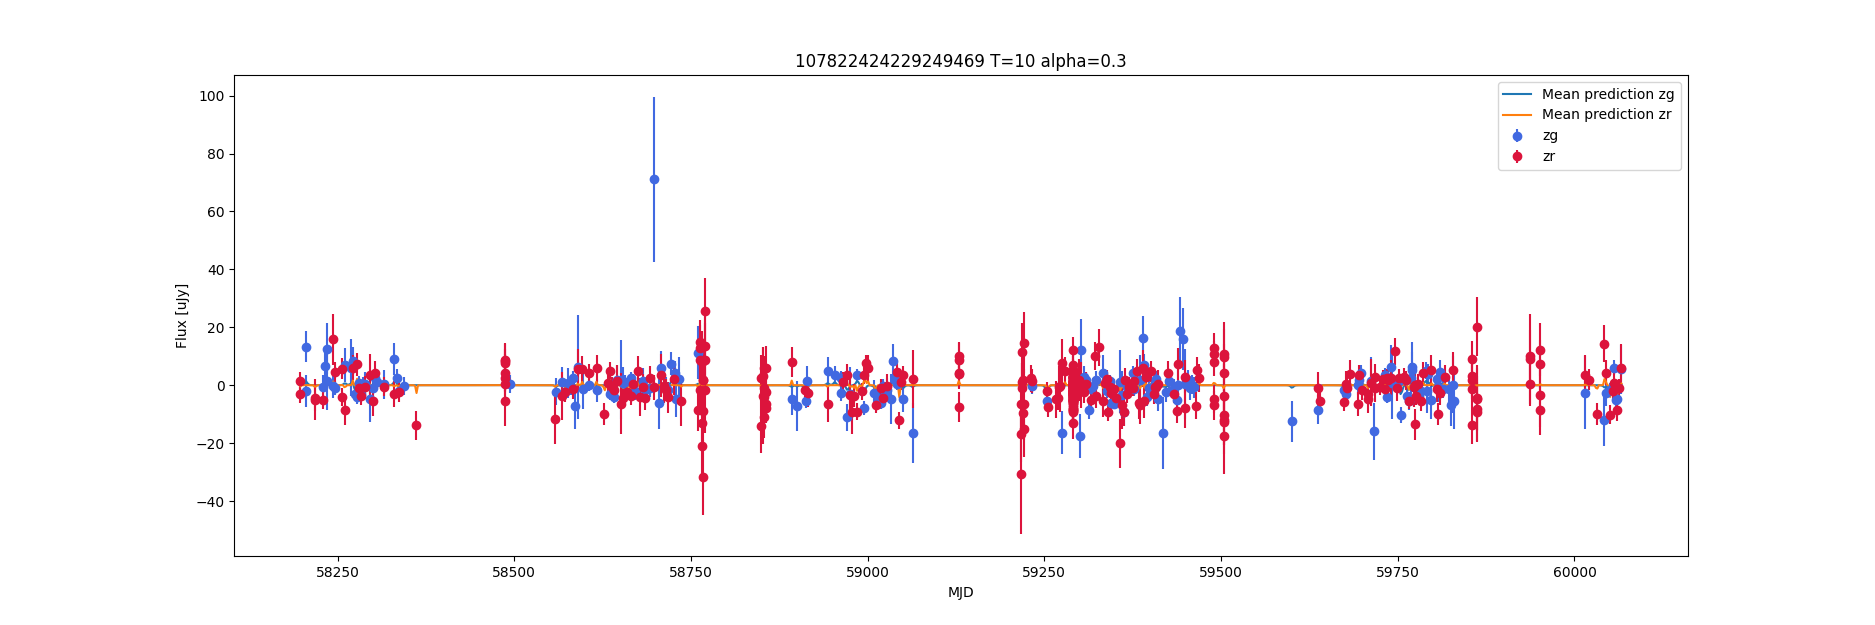 107822424229249469 T=10 alpha=0.3
Mean prediction zg
Mean prediction zr
zg
zr
100
80
60
40
20
0
−20
−40
Flux [uJy]
58250
58500
58750
59000
59250
59500
59750
60000
MJD